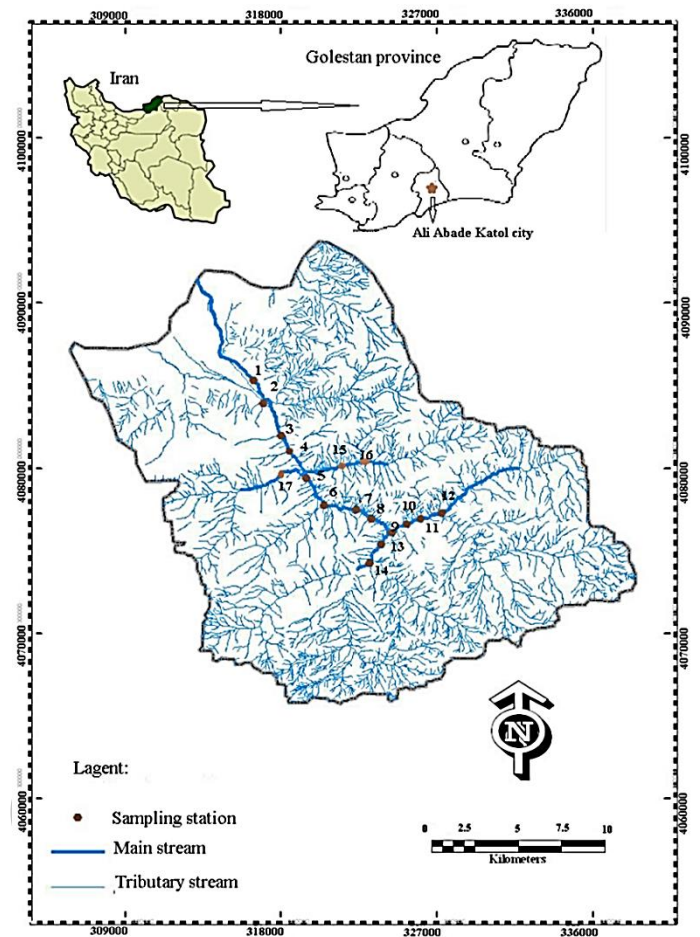 309000 318000 327000 336000
Golestan province
Iran
4100000 4100000
Ali Abade Katol city
4090000 4090000
1
2
3
4
15 16
4080000 4080000
17
5
6
7
8
10
12
9
11
13
14
4070000 4070000
N
Lagent:
Sampling station
4060000 4060000
0 2.5 5 7.5 10
Main stream
Kilometers
Tributary stream
309000 318000 327000 336000